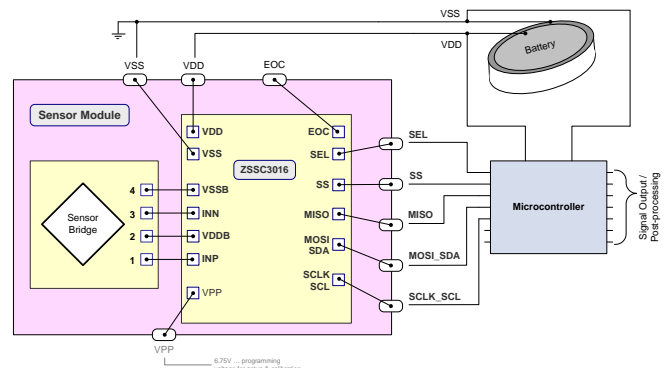 VSS
VDD
Battery
VSS
VDD
EOC
Sensor Module
VDD
VSS
EOC
SEL
ZSSC3016
SEL
SS
SS
4
VSSB
3
INN
2
VDDB
1
INP
Sensor
Bridge
MISO
MISO
MOSI
SDA
MOSI_SDA
SCLK
SCL
SCLK_SCL
VPP
Microcontroller
Signal Output /
Post-processing
VPP
6.75V ... programming